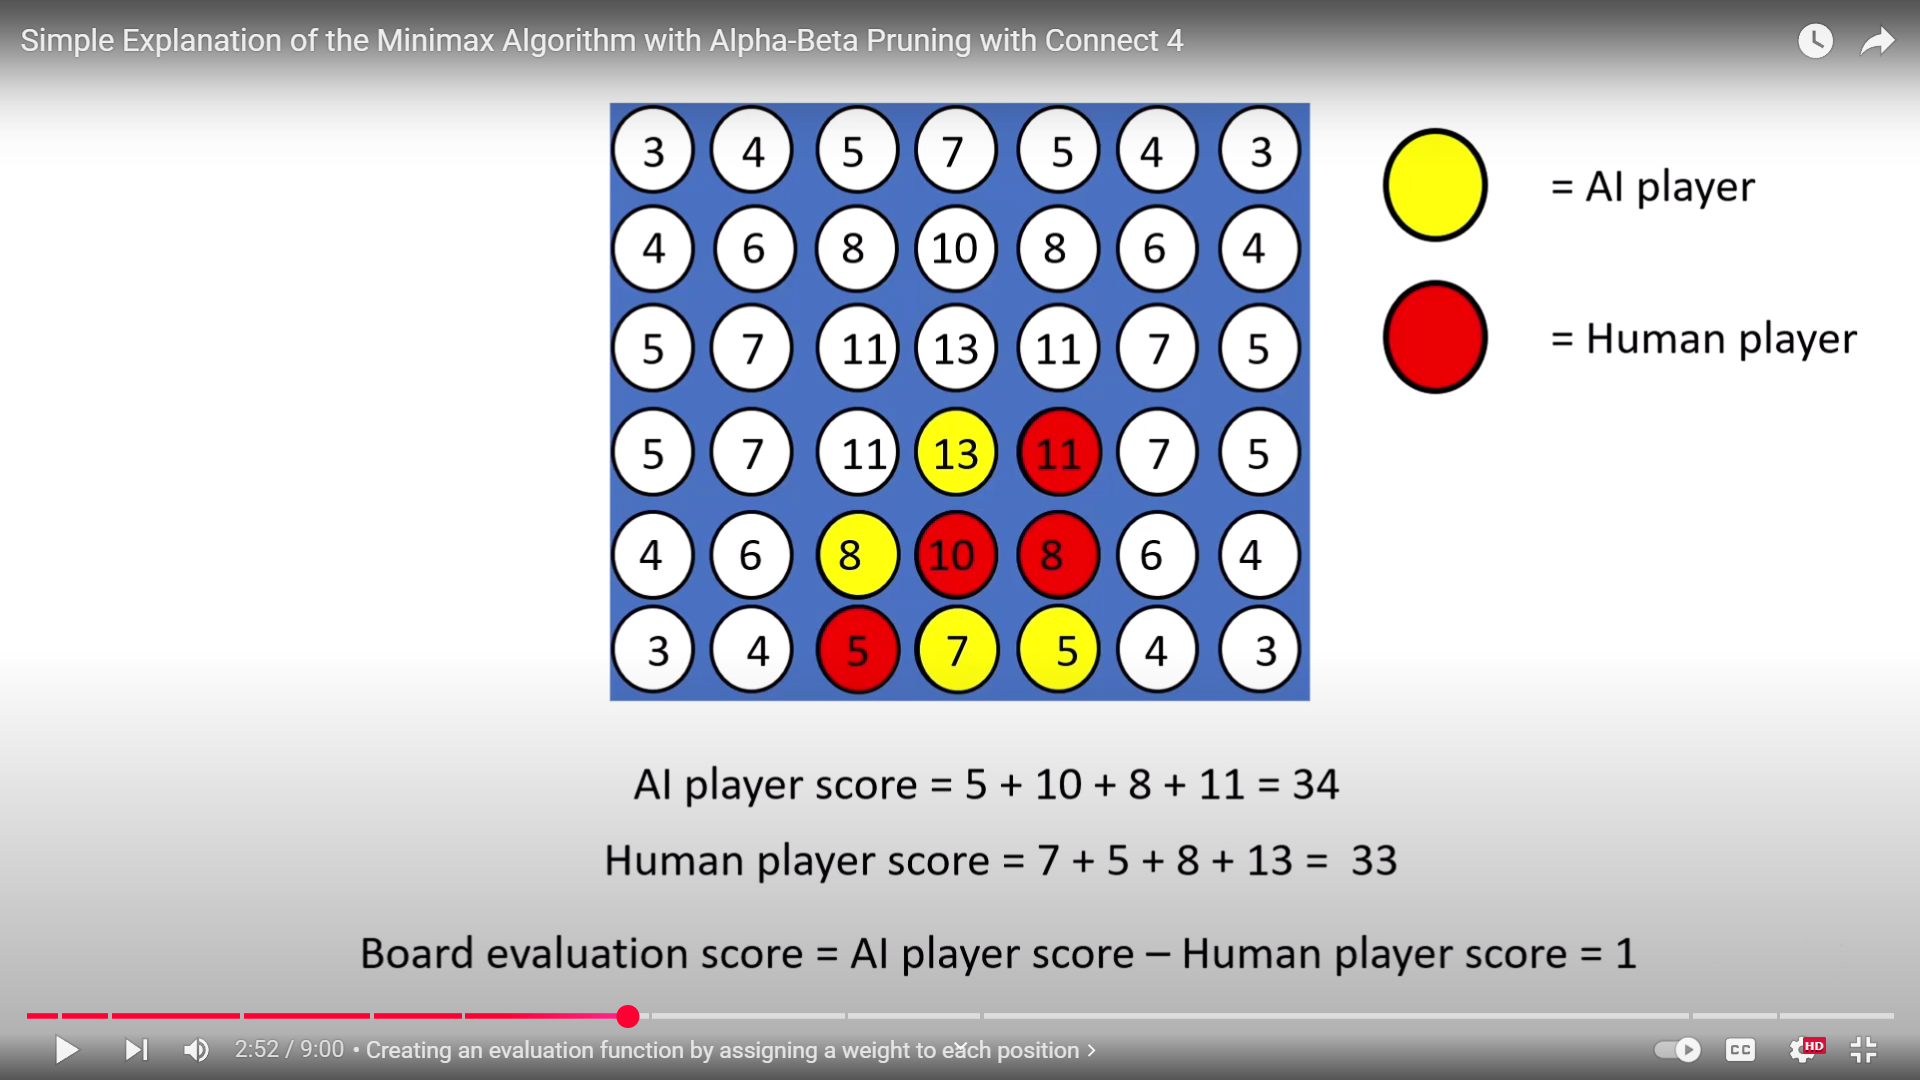 Simple Explanation of the Minimax Algorithm with Alpha-Beta Pruning with Connect 4
3 4 5 7 5 4 3
= AI player
4 6 8 10 8 6 4
= Human player
5 7 11 13 11 7 5
5 7 11 13 11 7 5
4 6 8 10 8 6 4
3 4 5 7 5 4 3
AI player score = 5 + 10 + 8 + 11 = 34
Human player score = 7 + 5 + 8 + 13 = 33
Board evaluation score = AI player score – Human player score = 1
2:52 / 9:00 • Creating an evaluation function by assigning a weight to each position >
CC
HD